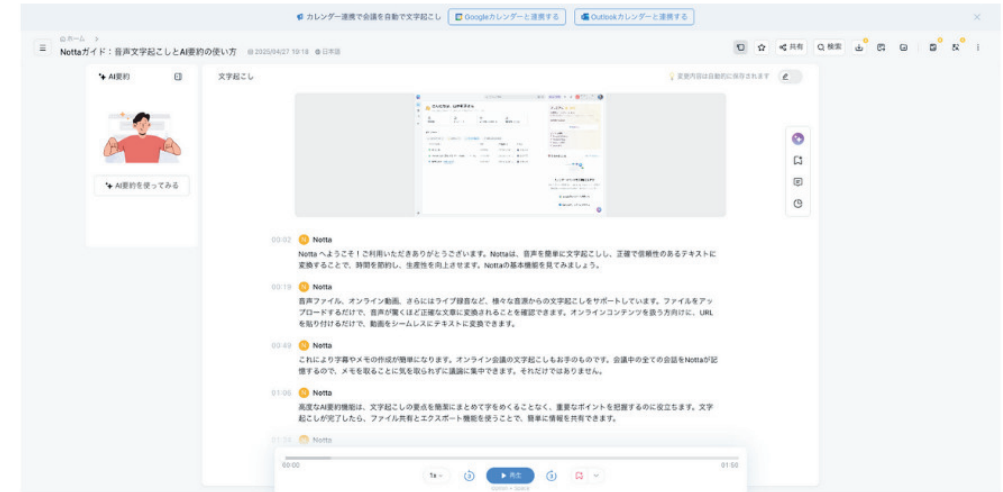 カレンダー連携で会議を自動で文字起こし Googleカレンダーと連携する Outlookカレンダーと連携する
ホーム >
Nottaガイド：音声文字起こしとAI要約の使い方 2025/04/27 10:18 日本語
共有 検索
AI要約 文字起こし 変更内容は自動的に保存されます
AI要約を使ってみる
00:02 Notta
Notta へようこそ！ご利用いただきありがとうございます。Nottaは、音声を簡単に文字起こしし、正確で信頼性のあるテキストに
変換することで、時間を節約し、生産性を向上させます。Nottaの基本機能を見てみましょう。
00:19 Notta
音声ファイル、オンライン動画、さらにはライブ録音など、様々な音源からの文字起こしをサポートしています。ファイルをアッ
プロードするだけで、音声が驚くほど正確な文章に変換されることを確認できます。オンラインコンテンツを扱う方向けに、URL
を貼り付けるだけで、動画をシームレスにテキストに変換できます。
00:49 Notta
これにより字幕やメモの作成が簡単になります。オンライン会議の文字起こしもお手のものです。会議中の全ての会話をNottaが記
憶するので、メモを取ることに気を取られずに議論に集中できます。それだけではありません。
01:06 Notta
高度なAI要約機能は、文字起こしの要点を簡潔にまとめて字をめくることなく、重要なポイントを把握するのに役立ちます。文字
起こしが完了したら、ファイル共有とエクスポート機能を使うことで、簡単に情報を共有できます。
Notta
00:00 01:50
1x 再生